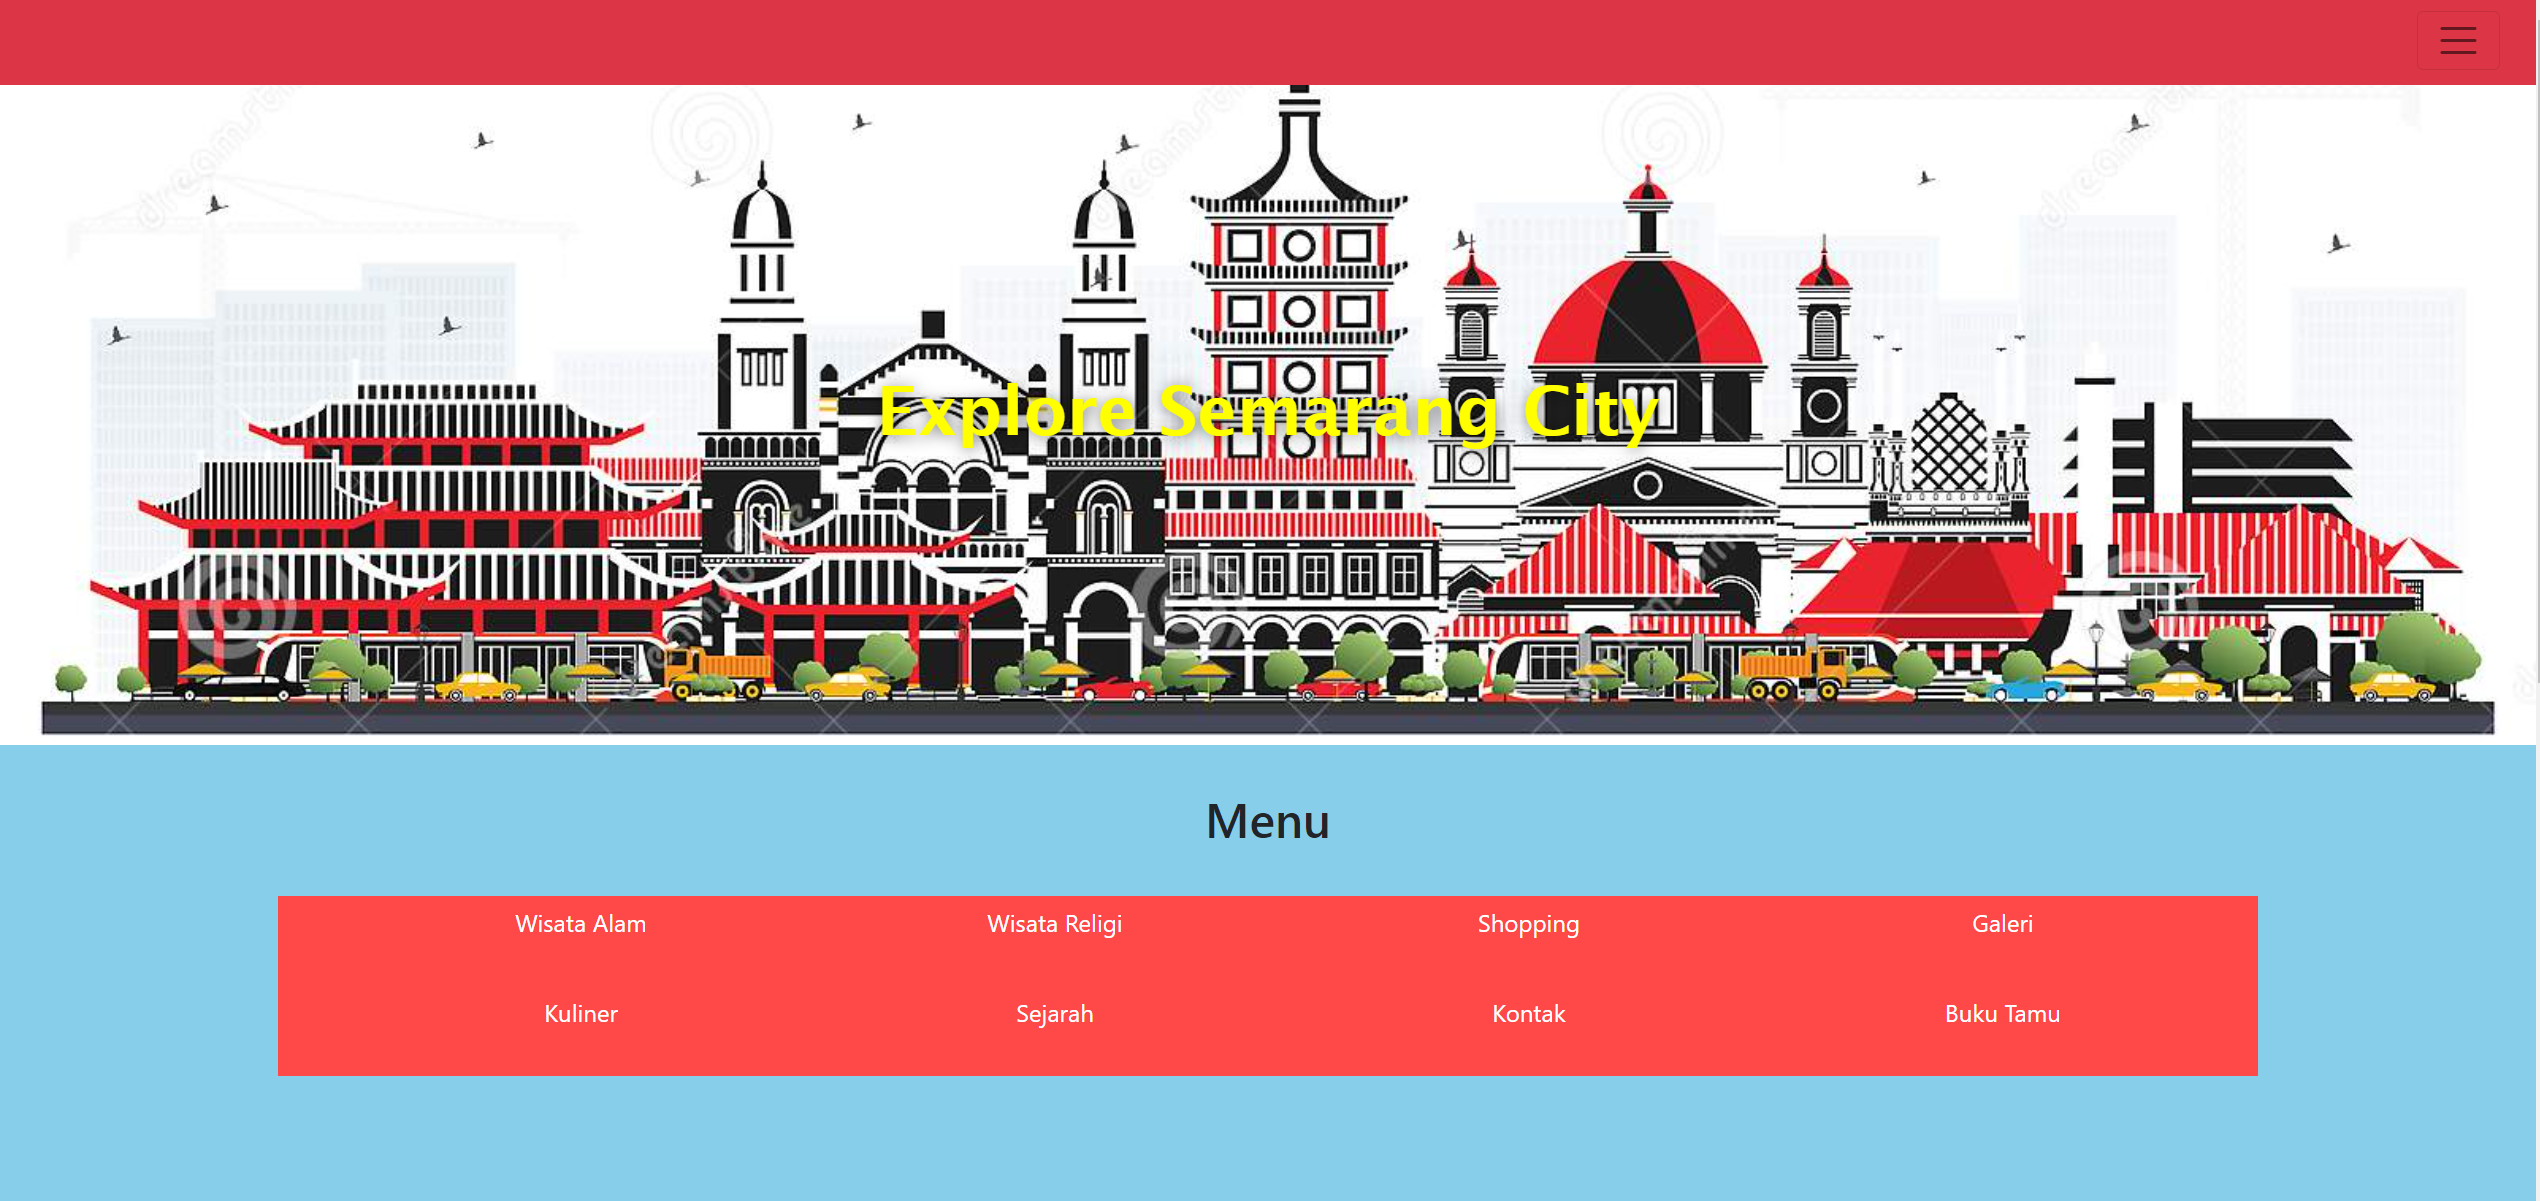 Explore Semarang City
Menu
Wisata Alam
Wisata Religi
Shopping
Galeri
Kuliner
Sejarah
Kontak
Buku Tamu